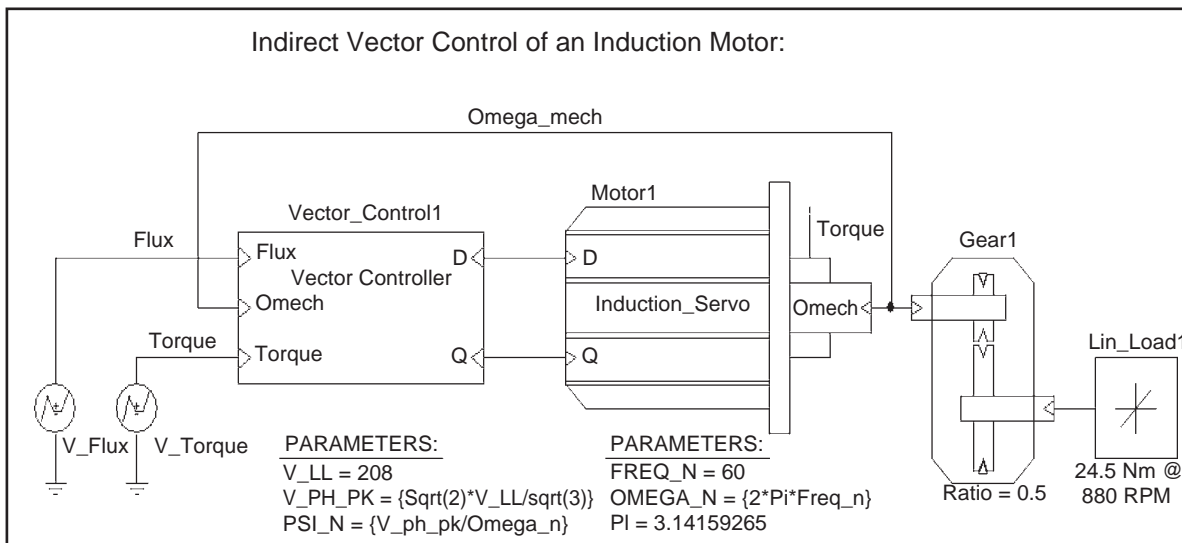 Indirect Vector Control of an Induction Motor:
Omega_mech
Motor1
Vector_Control1
Torque
Gear1
Flux
Flux
D
D
Vector Controller
Omech
Induction_Servo
Omech
Torque
Torque
Q
Q
Lin_Load1
V_Flux
V_Torque
PARAMETERS:
V_LL = 208
V_PH_PK = {Sqrt(2)*V_LL/sqrt(3)}
PSI_N = {V_ph_pk/Omega_n}
PARAMETERS:
FREQ_N = 60
OMEGA_N = {2*Pi*Freq_n}
PI = 3.14159265
Ratio = 0.5
24.5 Nm @
880 RPM